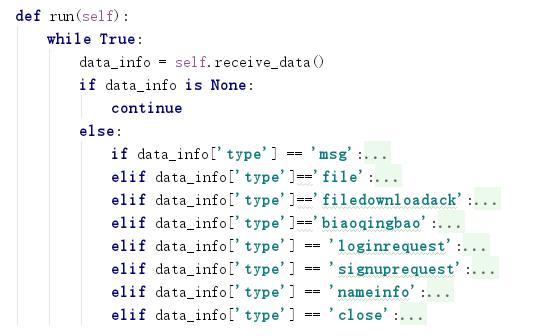 def run(self):
while True:
data_info = self.receive_data()
if data_info is None:
continue
else:
if data_info['type'] == 'msg':...
elif data_info['type']=='file':...
elif data_info['type']=='filedownloadack':...
elif data_info['type']=='biaoqingbao':...
elif data_info['type'] == 'loginrequest':...
elif data_info['type'] == 'signuprequest':...
elif data_info['type'] == 'nameinfo':...
elif data_info['type'] == 'close':...